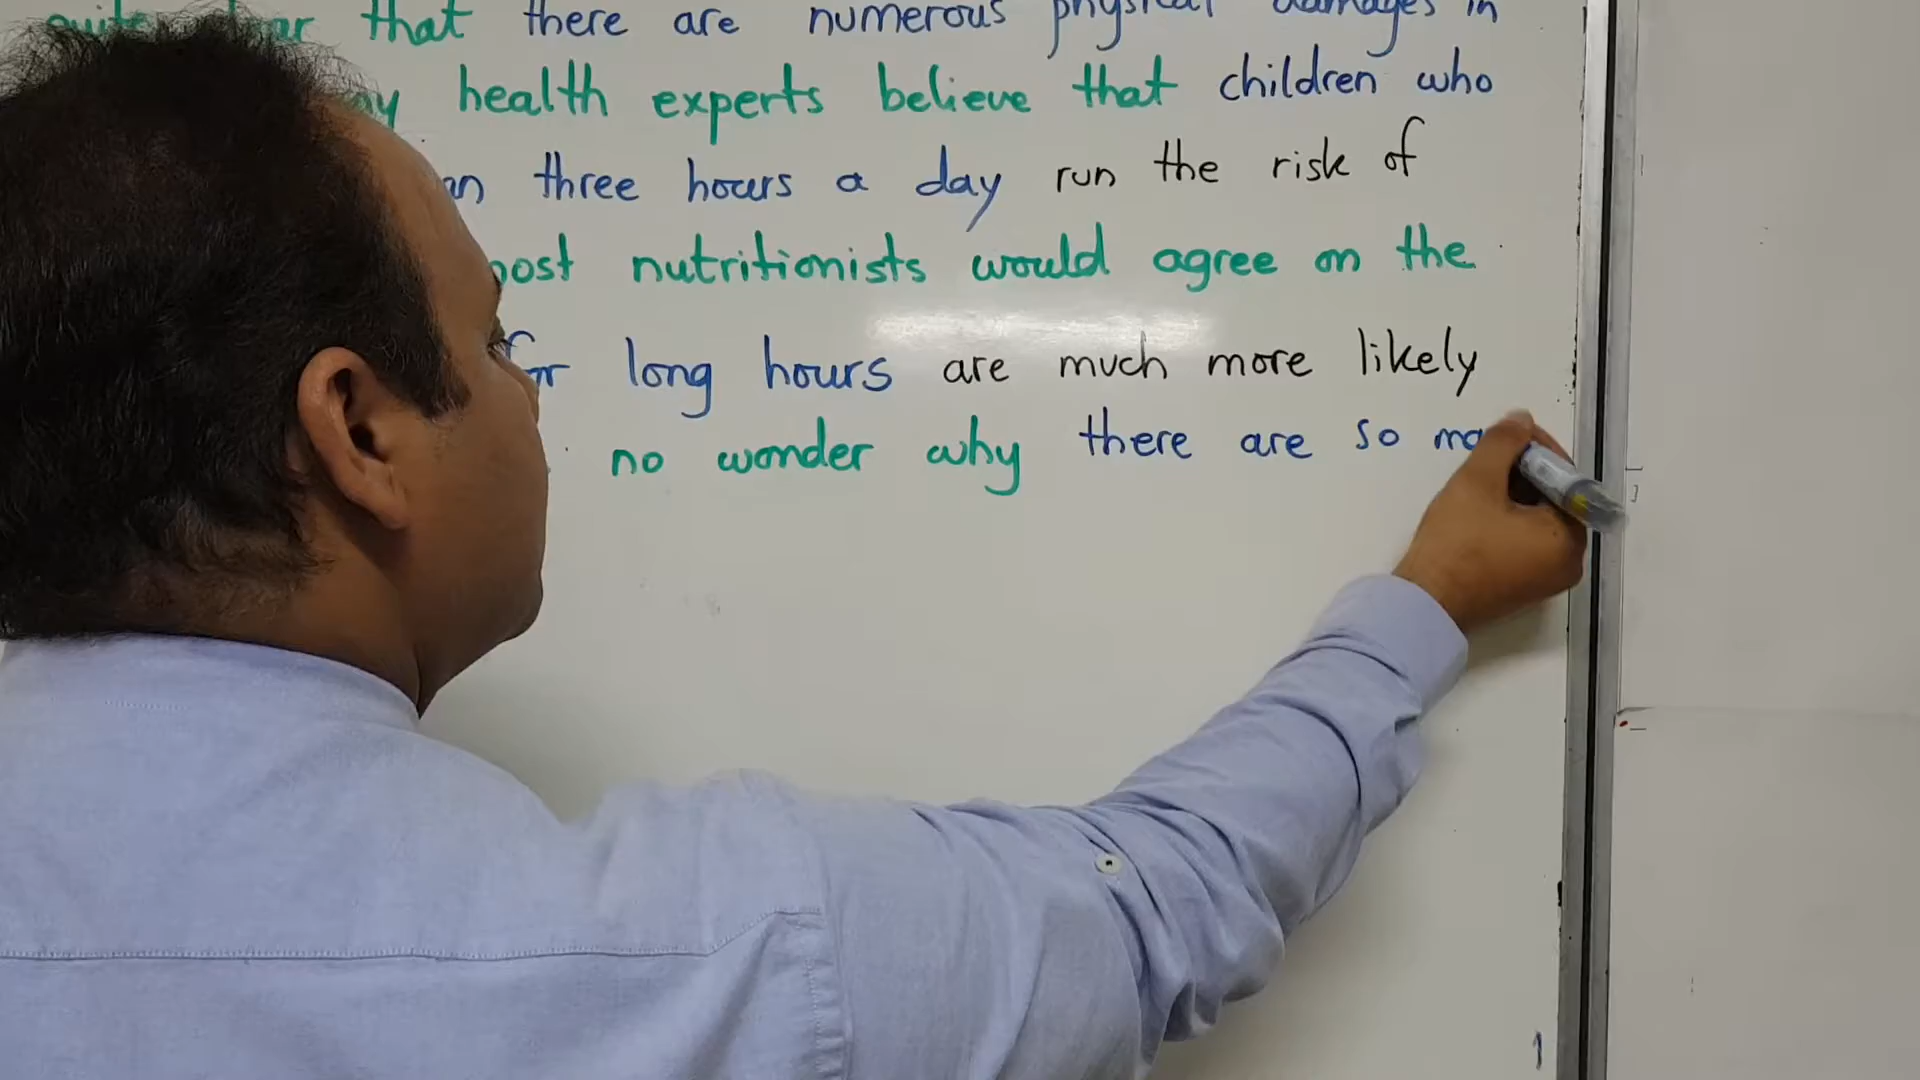 that there are numerous physical damages in
health experts believe that children who
three hours a day run the risk of
nutritionists would agree on the
long hours are much more likely
no wonder why there are so